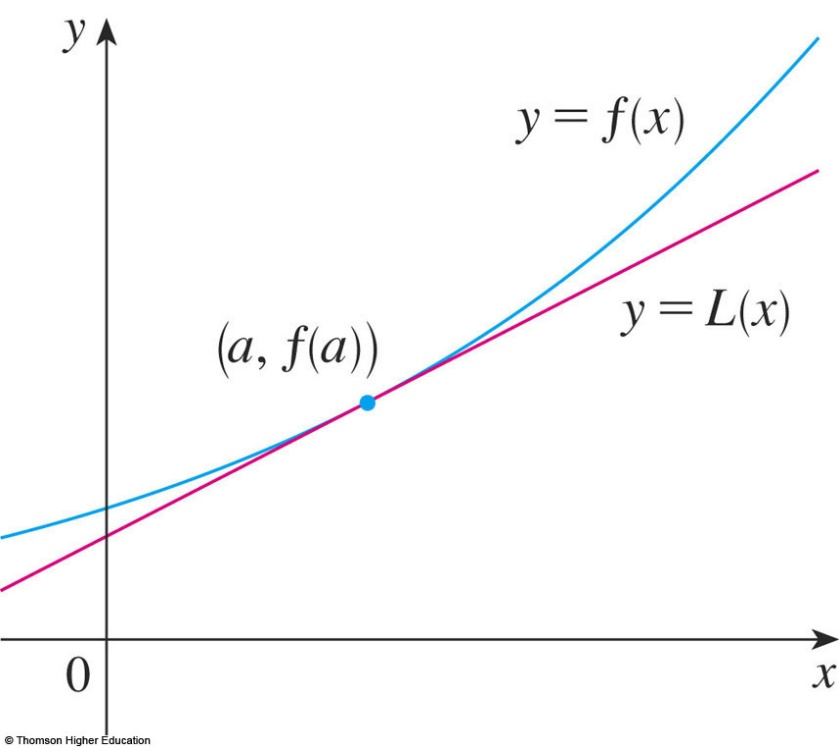 y
y = f(x)
y = L(x)
(a, f(a))
0
x
© Thomson Higher Education